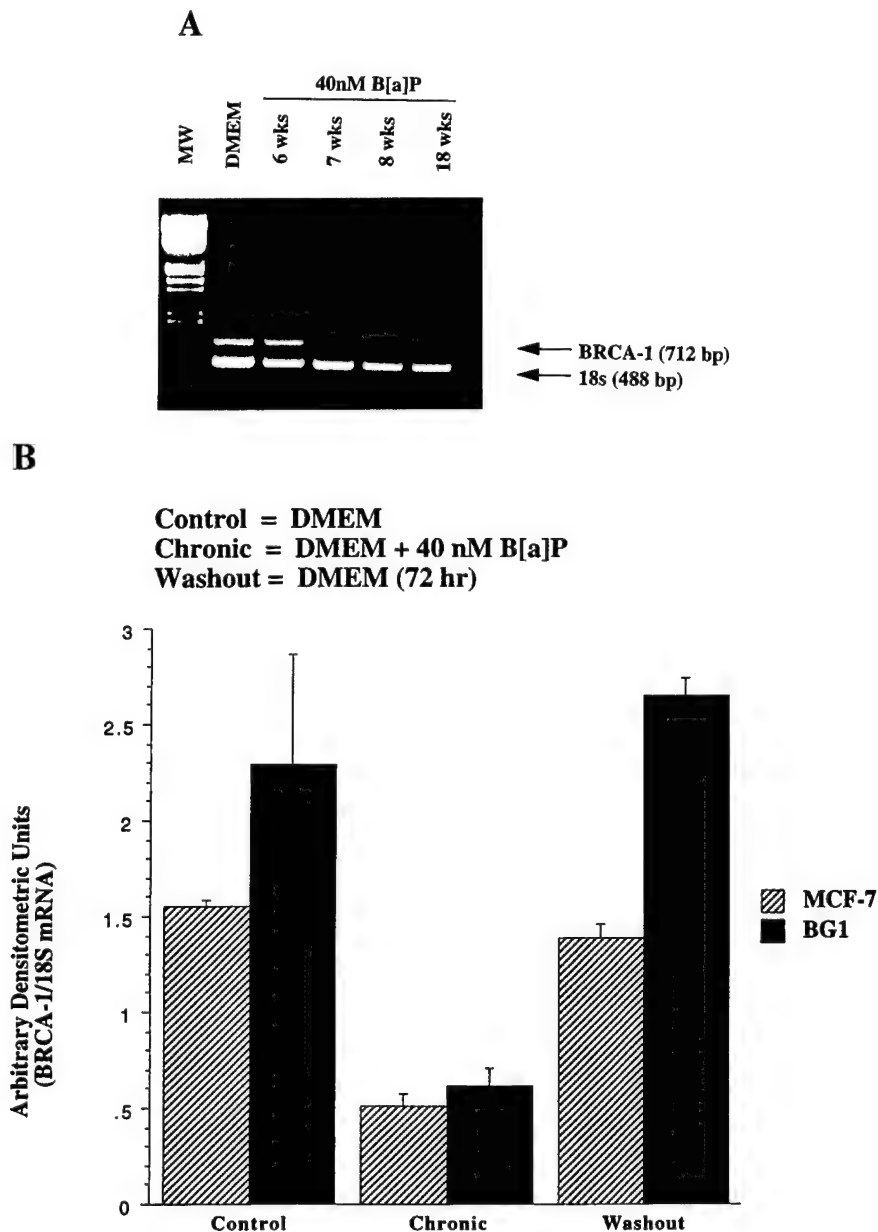 A
40nM B[a]P
MW
DMEM
6 wks
7 wks
8 wks
18 wks
BRCA-1 (712 bp)
18s (488 bp)
B
Control = DMEM
Chronic = DMEM + 40 nM B[a]P
Washout = DMEM (72 hr)
3
2.5
2
1.5
1
.5
0
Arbitrary Densitometric Units
(BRCA-1/18S mRNA)
MCF-7
BG1
Control
Chronic
Washout